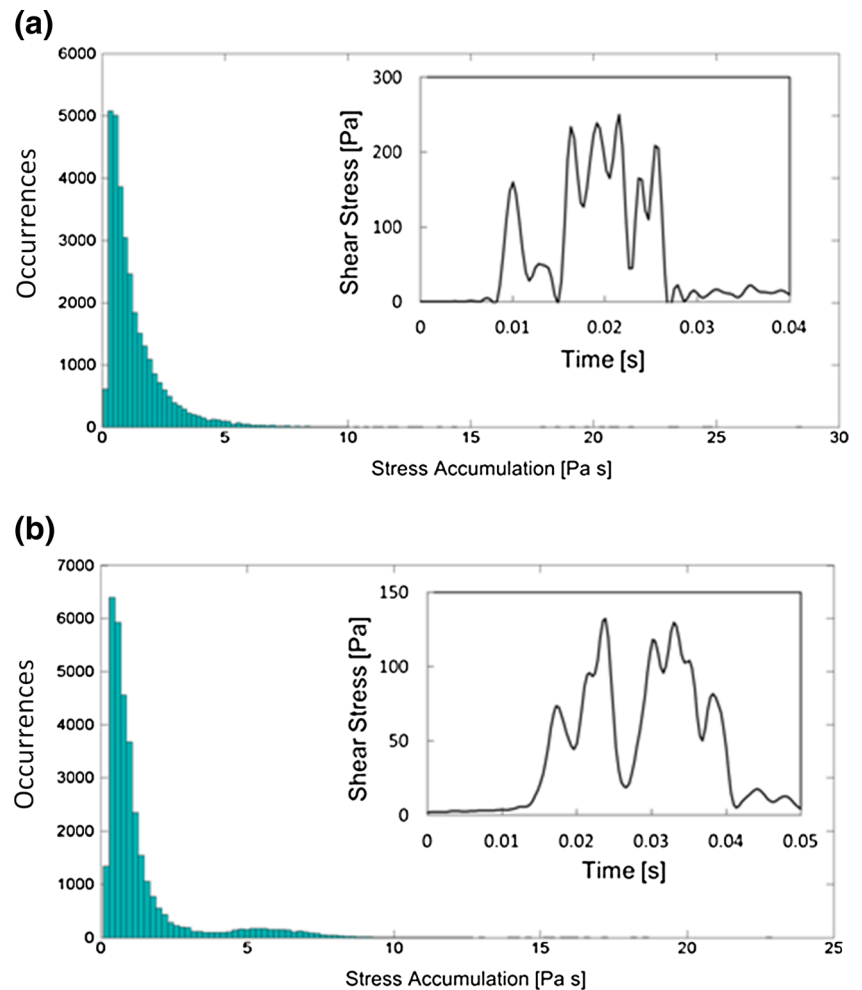 (a)
6000
5000
4000
3000
2000
1000
0
Occurrences
0 5 10 15 20 25 30
Stress Accumulation [Pa s]
300
200
100
0
Shear Stress [Pa]
0 0.01 0.02 0.03 0.04
Time [s]
(b)
7000
6000
5000
4000
3000
2000
1000
0
Occurrences
0 5 10 15 20 25
Stress Accumulation [Pa s]
150
100
50
0
Shear Stress [Pa]
0 0.01 0.02 0.03 0.04 0.05
Time [s]